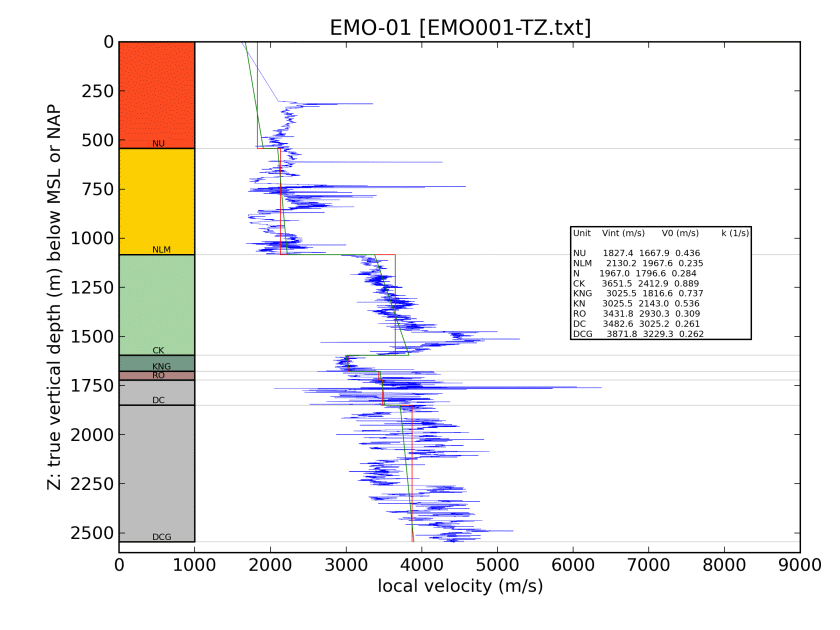 EMO-01 [EMO001-TZ.txt]
0
250
500
750
1000
1250
1500
1750
2000
2250
2500
Z: true vertical depth (m) below MSL or NAP
NU
NLM
CK
KNG
RO
DC
DCG
Unit Vint (m/s) V0 (m/s) k (1/s)
NU 1827.4 1667.9 0.436
NLM 2130.2 1967.6 0.235
N 1967.0 1796.6 0.284
CK 3651.5 2412.9 0.889
KNG 3025.5 1816.6 0.737
KN 3025.5 2143.0 0.536
RO 3431.8 2930.3 0.309
DC 3482.6 3025.2 0.261
DCG 3871.8 3229.3 0.262
0 1000 2000 3000 4000 5000 6000 7000 8000 9000
local velocity (m/s)